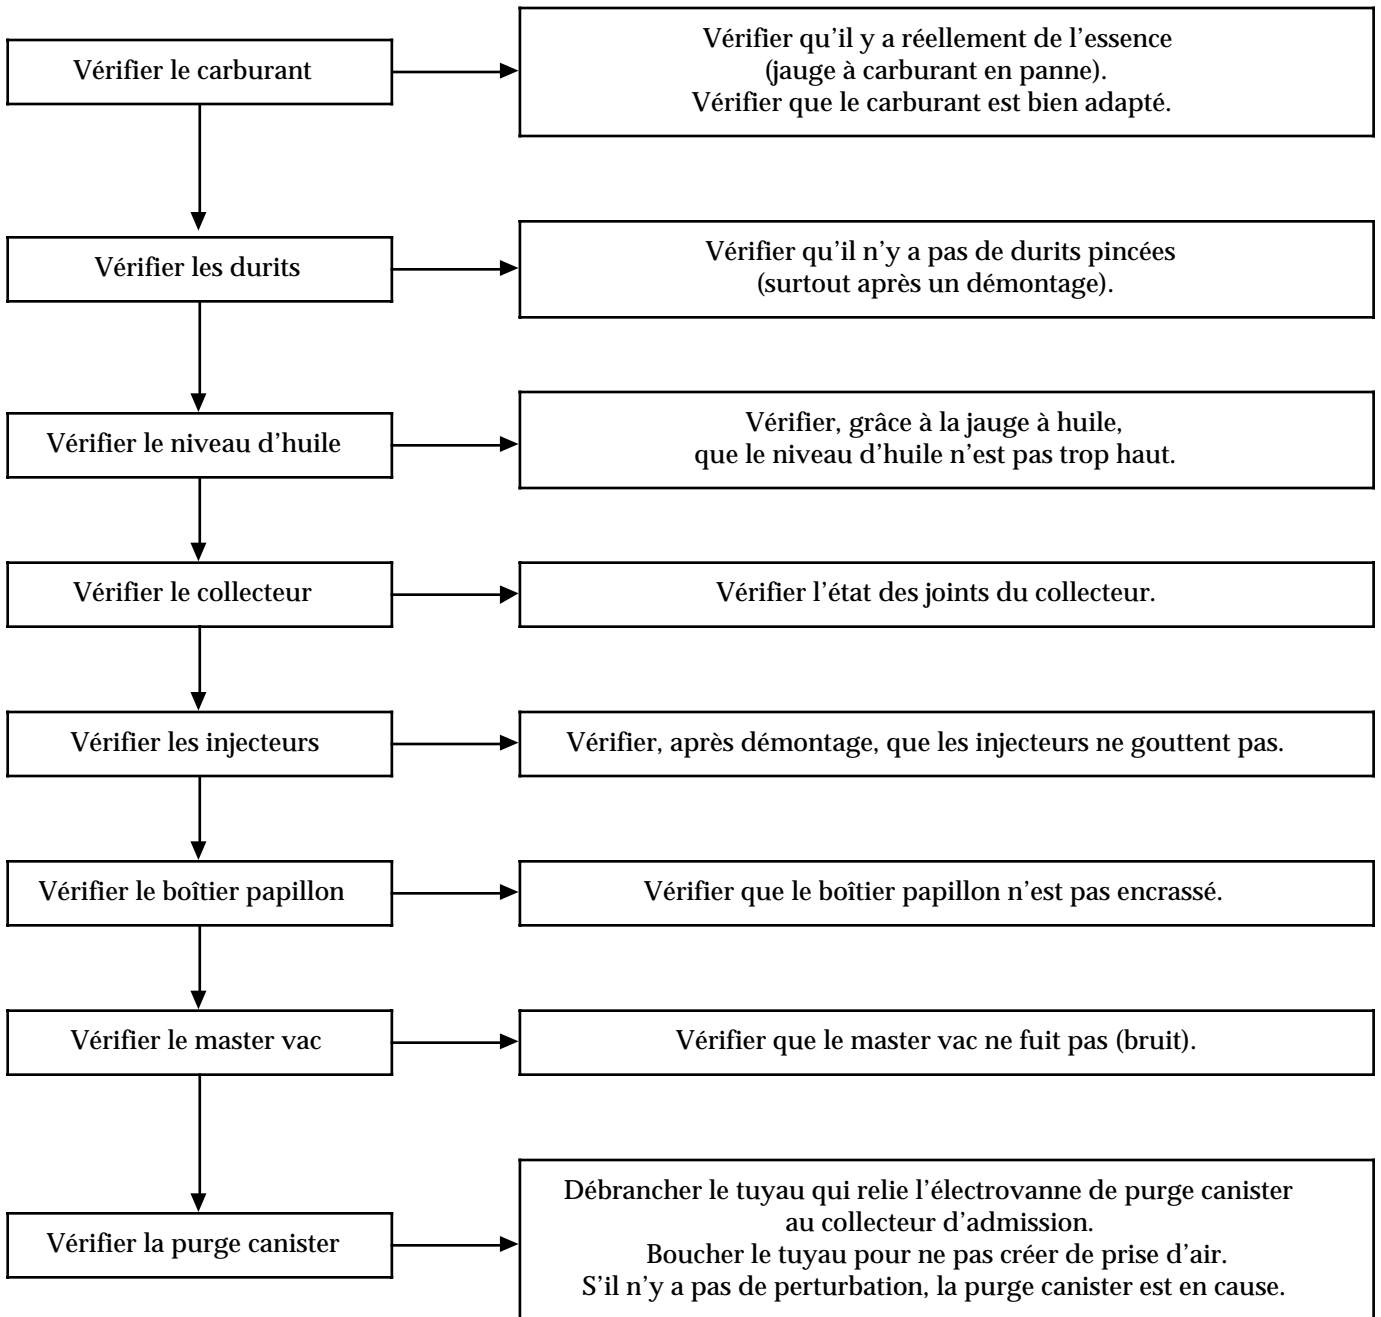 Vérifier le carburant
Vérifier qu'il y a réellement de l'essence
(jauge à carburant en panne).
Vérifier que le carburant est bien adapté.
Vérifier les durits
Vérifier qu'il n'y a pas de durits pincées
(surtout après un démontage).
Vérifier le niveau d'huile
Vérifier, grâce à la jauge à huile,
que le niveau d'huile n'est pas trop haut.
Vérifier le collecteur
Vérifier l'état des joints du collecteur.
Vérifier les injecteurs
Vérifier, après démontage, que les injecteurs ne gouttent pas.
Vérifier le boîtier papillon
Vérifier que le boîtier papillon n'est pas encrassé.
Vérifier le master vac
Vérifier que le master vac ne fuit pas (bruit).
Vérifier la purge canister
Débrancher le tuyau qui relie l'électrovanne de purge canister
au collecteur d'admission.
Boucher le tuyau pour ne pas créer de prise d'air.
S'il n'y a pas de perturbation, la purge canister est en cause.